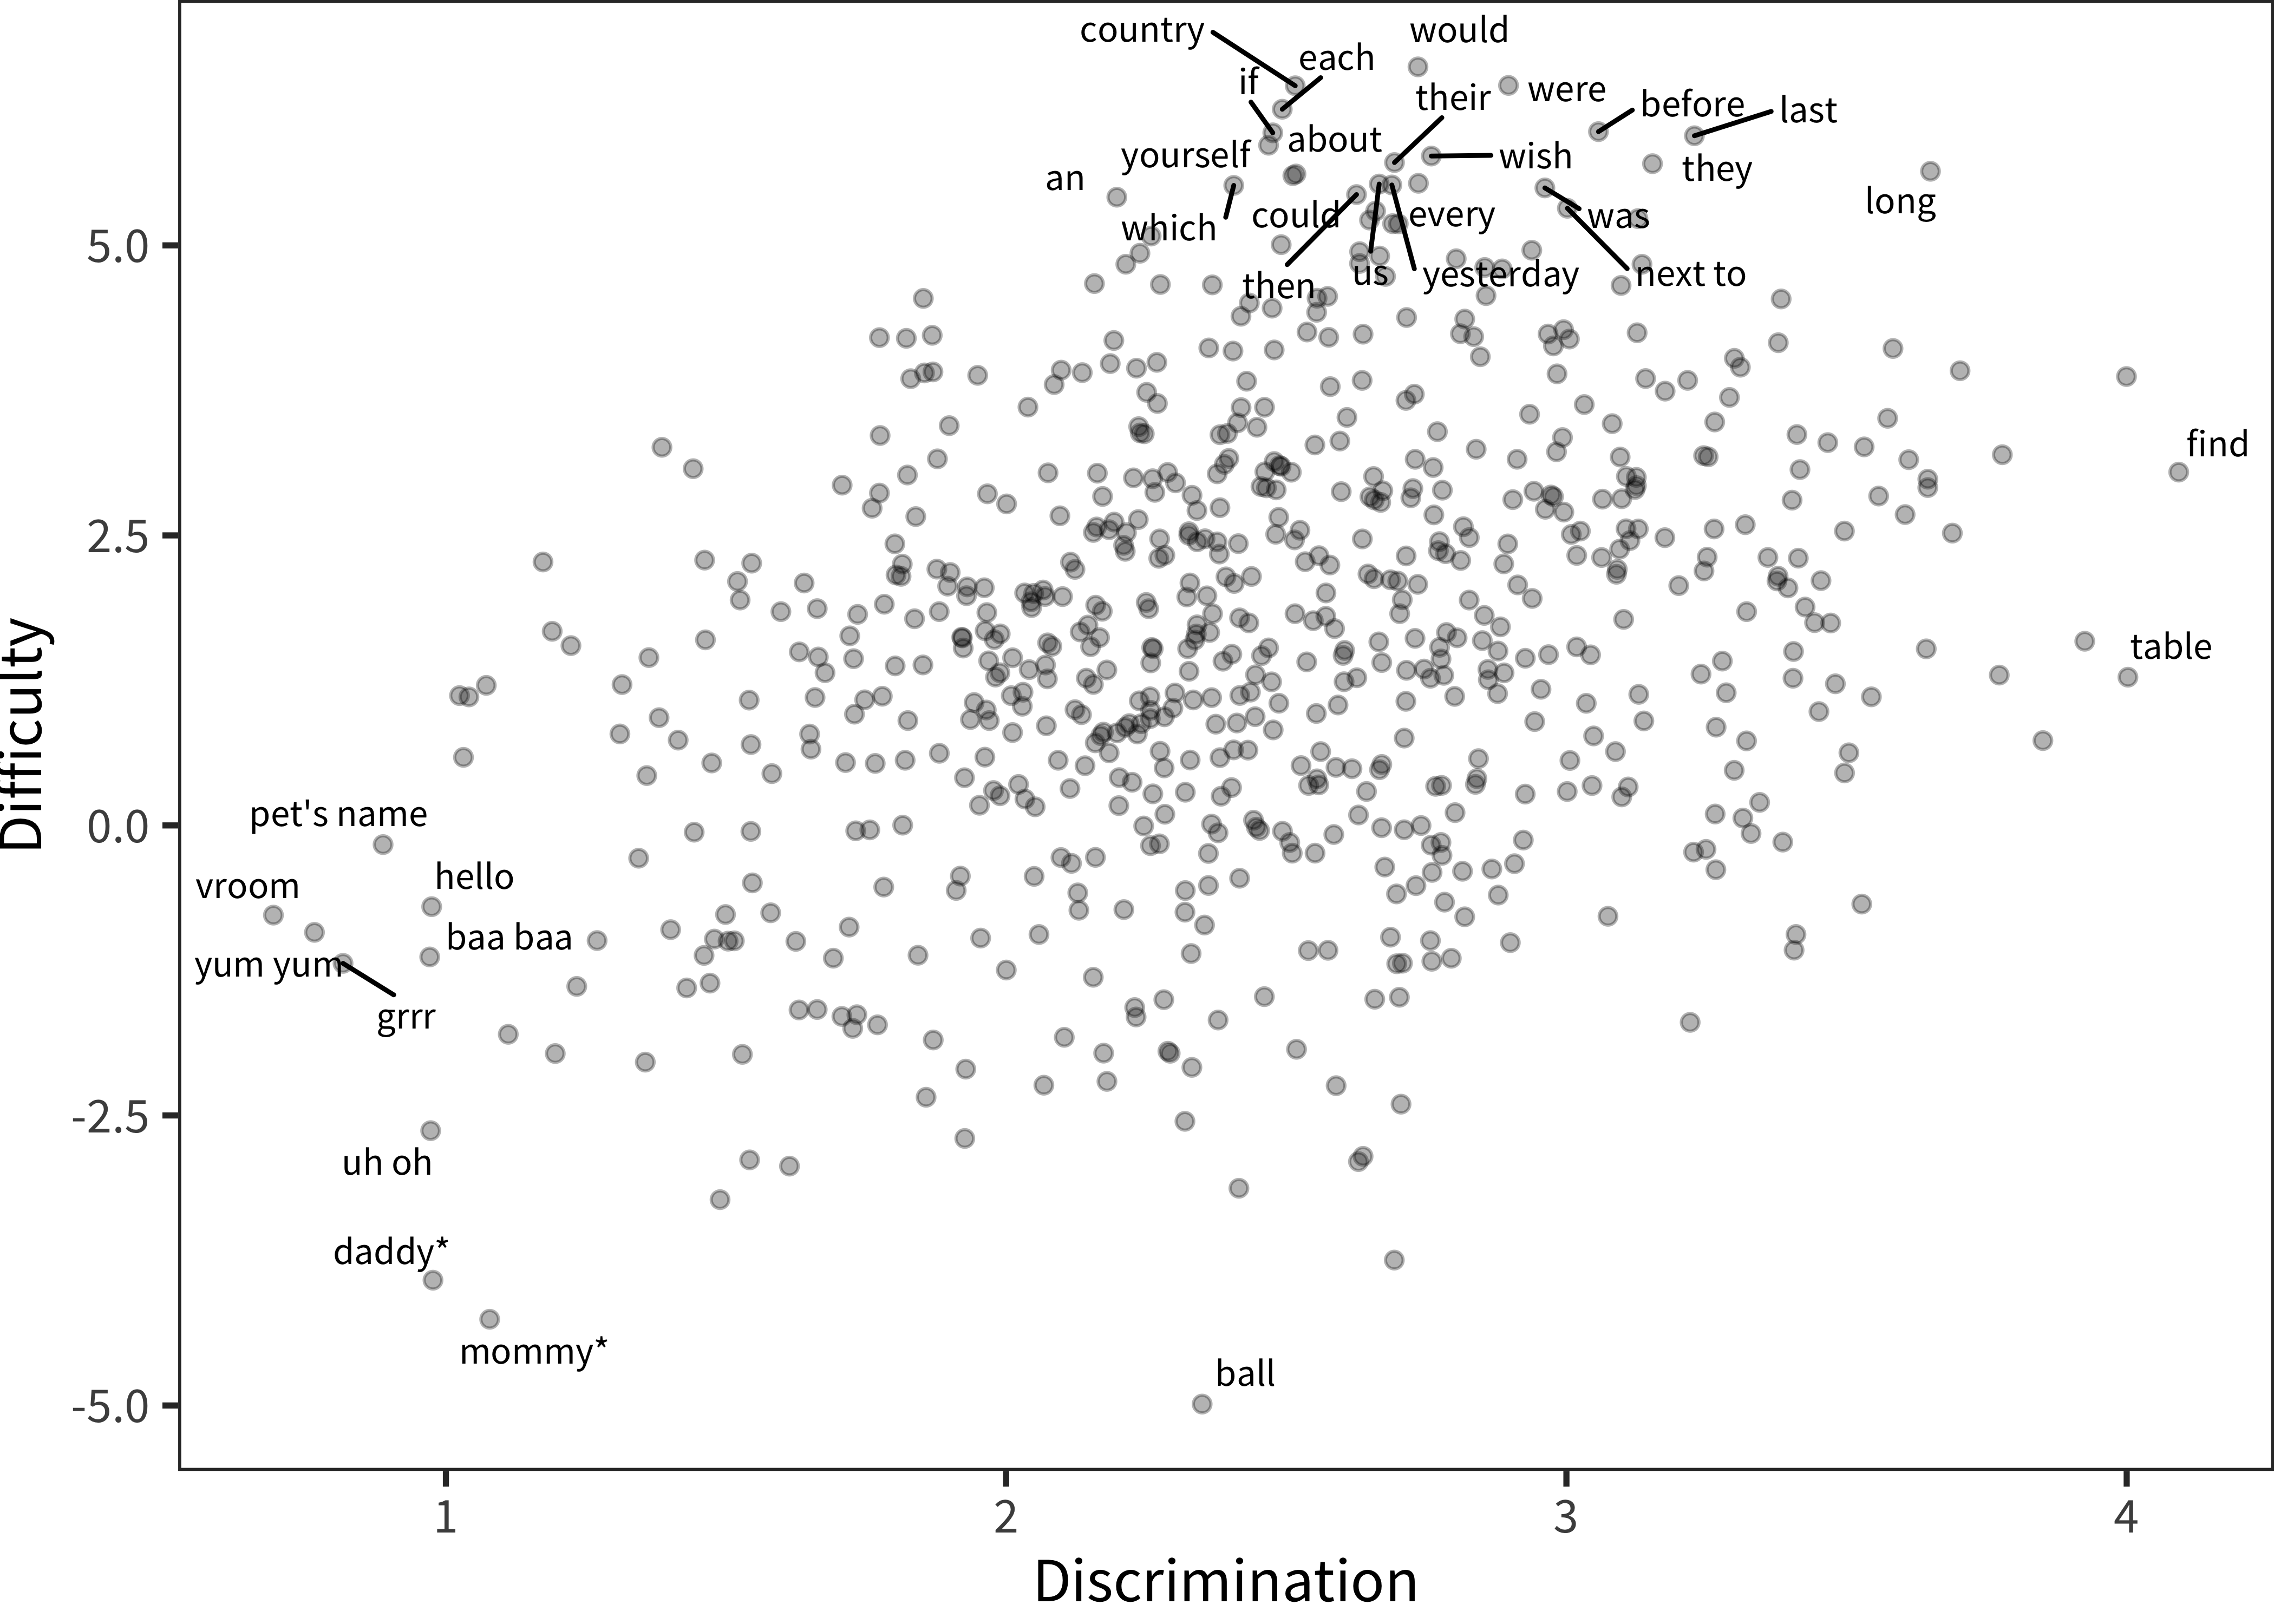 country
would
each
if
were
their
before
last
about
yourself
wish
they
an
long
which
could
every
was
then
us
yesterday
next to
5.0
find
2.5
table
Difficulty
0.0
pet's name
hello
vroom
baa baa
yum yum
grrr
-2.5
uh oh
daddy*
mommy*
ball
-5.0
1
2
3
4
Discrimination